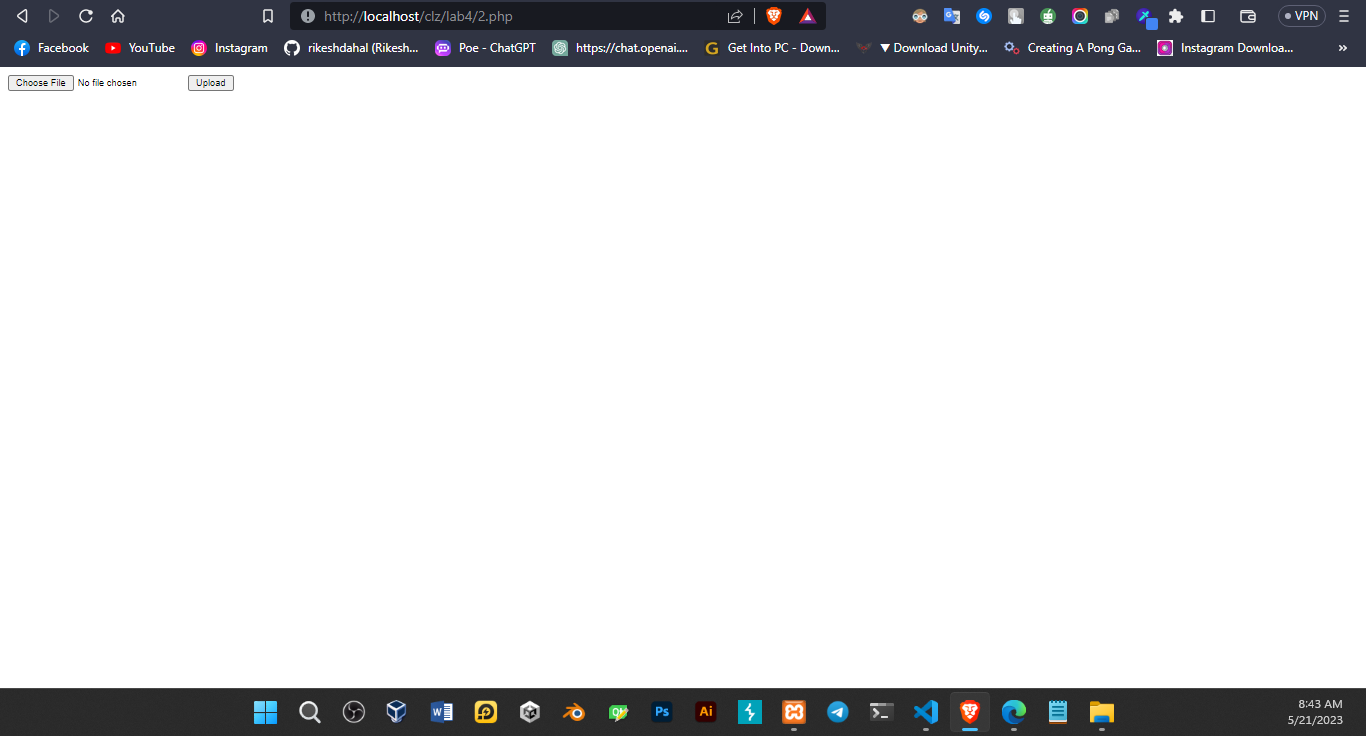 http://localhost/clz/lab4/2.php
VPN
Facebook YouTube Instagram rikeshdahal (Rikesh... Poe - ChatGPT https://chat.openai.... G Get Into PC - Down... ▼ Download Unity... Creating A Pong Ga... Instagram Downloa... »
Choose File No file chosen Upload
W Qt Ps Ai
8:43 AM
5/21/2023